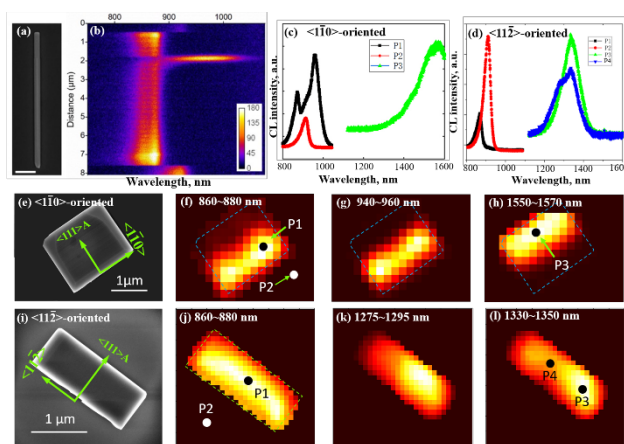 (a)
800
1000
(b)
Distance (μm)
0
1
2
3
4
5
6
7
8
180
135
90
45
0
Wavelength, nm
(c) <11̄0>-oriented
CL intensity, a.u.
P1
P2
P3
800 1000 1200 1400 1600
Wavelength, nm
(d) <112̄>-oriented
CL intensity, a.u.
P1
P2
P3
P4
800 1000 1200 1400 1600
Wavelength, nm
(e) <11̄0>-oriented
<111>A
<11̄0>
1μm
(f) 860~880 nm
P1
P2
(g) 940~960 nm
(h) 1550~1570 nm
P3
(i) <112̄>-oriented
<112̄>
<111>A
1 μm
(j) 860~880 nm
P1
P2
(k) 1275~1295 nm
(l) 1330~1350 nm
P4
P3